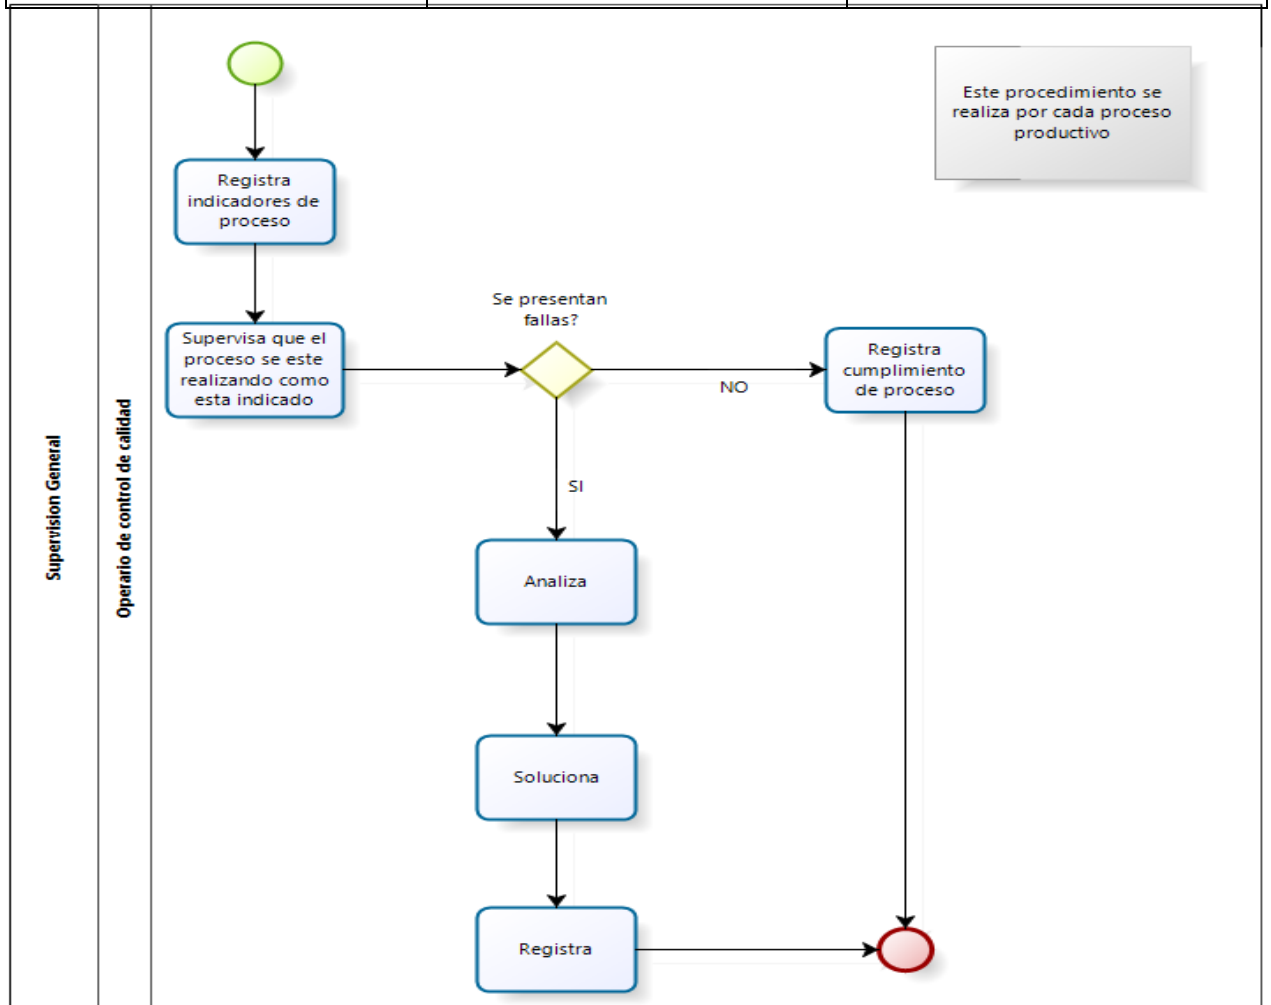 Supervision General
Operario de control de calidad
Este procedimiento se
realiza por cada proceso
productivo
Registra
indicadores de
proceso
Supervisa que el
proceso se este
realizando como
esta indicado
Se presentan
fallas?
NO
Registra
cumplimiento
de proceso
SI
Analiza
Soluciona
Registra